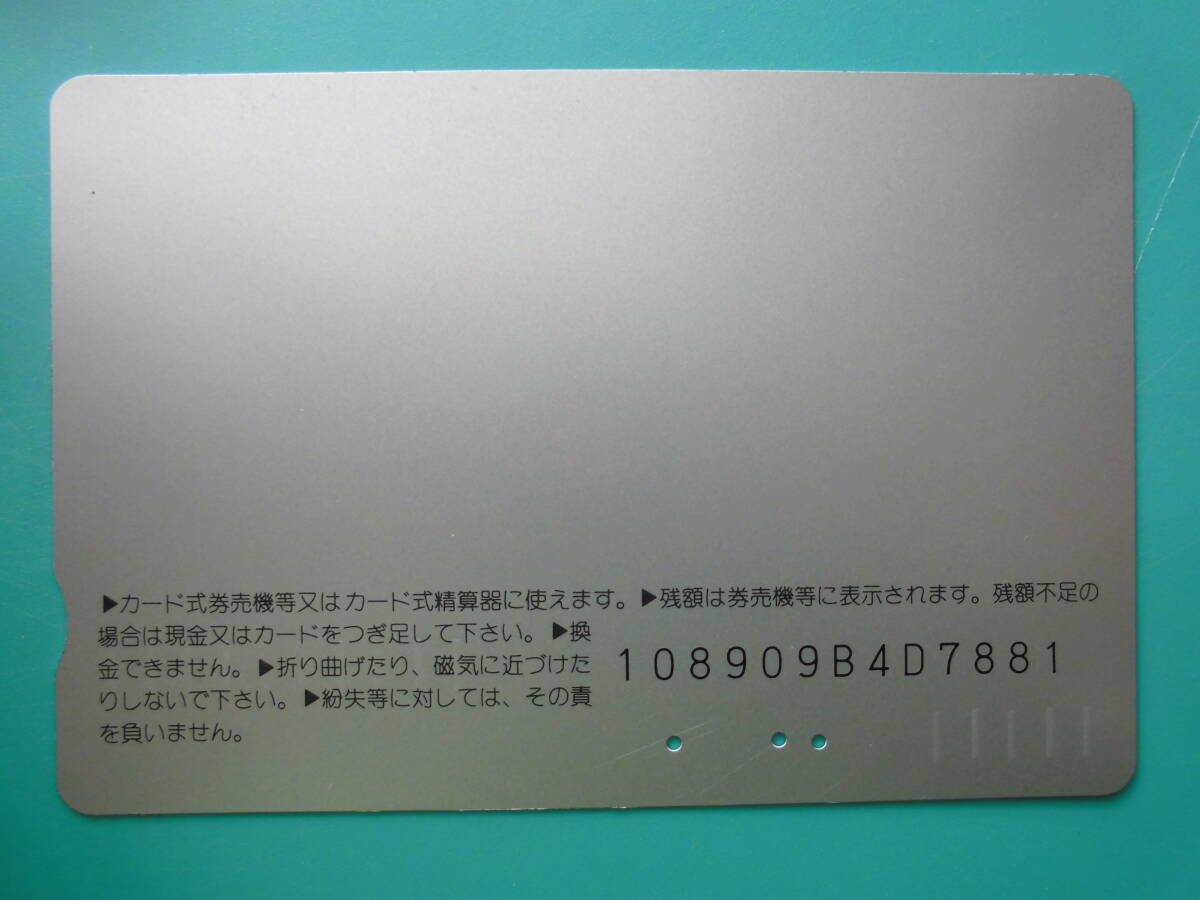 ▶カード式券売機等又はカード式精算器に使えます。▶残額は券売機等に表示されます。残額不足の
場合は現金又はカードをつぎ足して下さい。▶換
金できません。▶折り曲げたり、磁気に近づけた
りしないで下さい。▶紛失等に対しては、その責
を負いません。
108909B4D7881